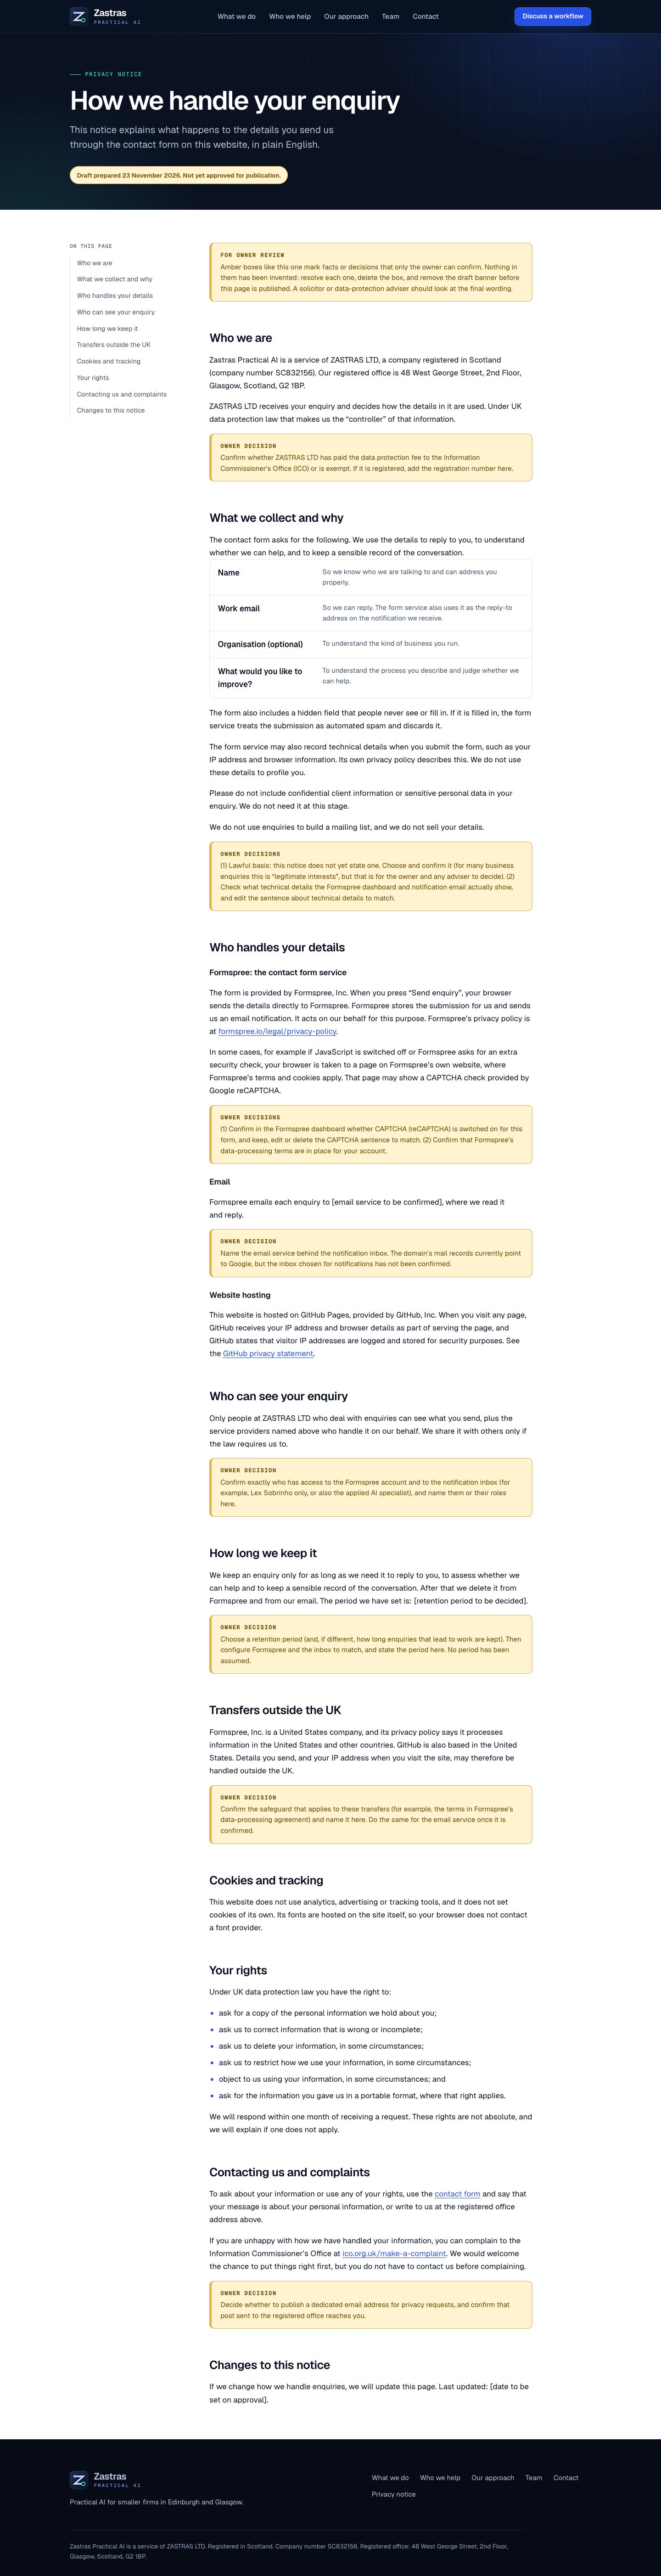 Zastras
PRACTICAL AI
What we do
Who we help
Our approach
Team
Contact
Discuss a workflow
PRIVACY NOTICE
How we handle your enquiry
This notice explains what happens to the details you send us
through the contact form on this website, in plain English.
Draft prepared 23 November 2026. Not yet approved for publication.
ON THIS PAGE
Who we are
What we collect and why
Who handles your details
Who can see your enquiry
How long we keep it
Transfers outside the UK
Cookies and tracking
Your rights
Contacting us and complaints
Changes to this notice
FOR OWNER REVIEW
Amber boxes like this one mark facts or decisions that only the owner can confirm. Nothing in
them has been invented: resolve each one, delete the box, and remove the draft banner before
this page is published. A solicitor or data-protection adviser should look at the final wording.
Who we are
Zastras Practical AI is a service of ZASTRAS LTD, a company registered in Scotland
(company number SC832156). Our registered office is 48 West George Street, 2nd Floor,
Glasgow, Scotland, G2 1BP.
ZASTRAS LTD receives your enquiry and decides how the details in it are used. Under UK
data protection law that makes us the “controller” of that information.
OWNER DECISION
Confirm whether ZASTRAS LTD has paid the data protection fee to the Information
Commissioner’s Office (ICO) or is exempt. If it is registered, add the registration number here.
What we collect and why
The contact form asks for the following. We use the details to reply to you, to understand
whether we can help, and to keep a sensible record of the conversation.
Name
So we know who we are talking to and can address you
properly.
Work email
So we can reply. The form service also uses it as the reply-to
address on the notification we receive.
Organisation (optional)
To understand the kind of business you run.
What would you like to
improve?
To understand the process you describe and judge whether we
can help.
The form also includes a hidden field that people never see or fill in. If it is filled in, the form
service treats the submission as automated spam and discards it.
The form service may also record technical details when you submit the form, such as your
IP address and browser information. Its own privacy policy describes this. We do not use
these details to profile you.
Please do not include confidential client information or sensitive personal data in your
enquiry. We do not need it at this stage.
We do not use enquiries to build a mailing list, and we do not sell your details.
OWNER DECISIONS
(1) Lawful basis: this notice does not yet state one. Choose and confirm it (for many business
enquiries this is “legitimate interests”, but that is for the owner and any adviser to decide). (2)
Check what technical details the Formspree dashboard and notification email actually show,
and edit the sentence about technical details to match.
Who handles your details
Formspree: the contact form service
The form is provided by Formspree, Inc. When you press “Send enquiry”, your browser
sends the details directly to Formspree. Formspree stores the submission for us and sends
us an email notification. It acts on our behalf for this purpose. Formspree’s privacy policy is
at formspree.io/legal/privacy-policy.
In some cases, for example if JavaScript is switched off or Formspree asks for an extra
security check, your browser is taken to a page on Formspree’s own website, where
Formspree’s terms and cookies apply. That page may show a CAPTCHA check provided by
Google reCAPTCHA.
OWNER DECISIONS
(1) Confirm in the Formspree dashboard whether CAPTCHA (reCAPTCHA) is switched on for this
form, and keep, edit or delete the CAPTCHA sentence to match. (2) Confirm that Formspree’s
data-processing terms are in place for your account.
Email
Formspree emails each enquiry to [email service to be confirmed], where we read it
and reply.
OWNER DECISION
Name the email service behind the notification inbox. The domain’s mail records currently point
to Google, but the inbox chosen for notifications has not been confirmed.
Website hosting
This website is hosted on GitHub Pages, provided by GitHub, Inc. When you visit any page,
GitHub receives your IP address and browser details as part of serving the page, and
GitHub states that visitor IP addresses are logged and stored for security purposes. See
the GitHub privacy statement.
Who can see your enquiry
Only people at ZASTRAS LTD who deal with enquiries can see what you send, plus the
service providers named above who handle it on our behalf. We share it with others only if
the law requires us to.
OWNER DECISION
Confirm exactly who has access to the Formspree account and to the notification inbox (for
example, Lex Sobrinho only, or also the applied AI specialist), and name them or their roles
here.
How long we keep it
We keep an enquiry only for as long as we need it to reply to you, to assess whether we
can help and to keep a sensible record of the conversation. After that we delete it from
Formspree and from our email. The period we have set is: [retention period to be decided].
OWNER DECISION
Choose a retention period (and, if different, how long enquiries that lead to work are kept). Then
configure Formspree and the inbox to match, and state the period here. No period has been
assumed.
Transfers outside the UK
Formspree, Inc. is a United States company, and its privacy policy says it processes
information in the United States and other countries. GitHub is also based in the United
States. Details you send, and your IP address when you visit the site, may therefore be
handled outside the UK.
OWNER DECISION
Confirm the safeguard that applies to these transfers (for example, the terms in Formspree’s
data-processing agreement) and name it here. Do the same for the email service once it is
confirmed.
Cookies and tracking
This website does not use analytics, advertising or tracking tools, and it does not set
cookies of its own. Its fonts are hosted on the site itself, so your browser does not contact
a font provider.
Your rights
Under UK data protection law you have the right to:
ask for a copy of the personal information we hold about you;
ask us to correct information that is wrong or incomplete;
ask us to delete your information, in some circumstances;
ask us to restrict how we use your information, in some circumstances;
object to us using your information, in some circumstances; and
ask for the information you gave us in a portable format, where that right applies.
We will respond within one month of receiving a request. These rights are not absolute, and
we will explain if one does not apply.
Contacting us and complaints
To ask about your information or use any of your rights, use the contact form and say that
your message is about your personal information, or write to us at the registered office
address above.
If you are unhappy with how we have handled your information, you can complain to the
Information Commissioner’s Office at ico.org.uk/make-a-complaint. We would welcome
the chance to put things right first, but you do not have to contact us before complaining.
OWNER DECISION
Decide whether to publish a dedicated email address for privacy requests, and confirm that
post sent to the registered office reaches you.
Changes to this notice
If we change how we handle enquiries, we will update this page. Last updated: [date to be
set on approval].
Zastras
PRACTICAL AI
Practical AI for smaller firms in Edinburgh and Glasgow.
What we do
Who we help
Our approach
Team
Contact
Privacy notice
Zastras Practical AI is a service of ZASTRAS LTD. Registered in Scotland. Company number SC832156. Registered office: 48 West George Street, 2nd Floor,
Glasgow, Scotland, G2 1BP.